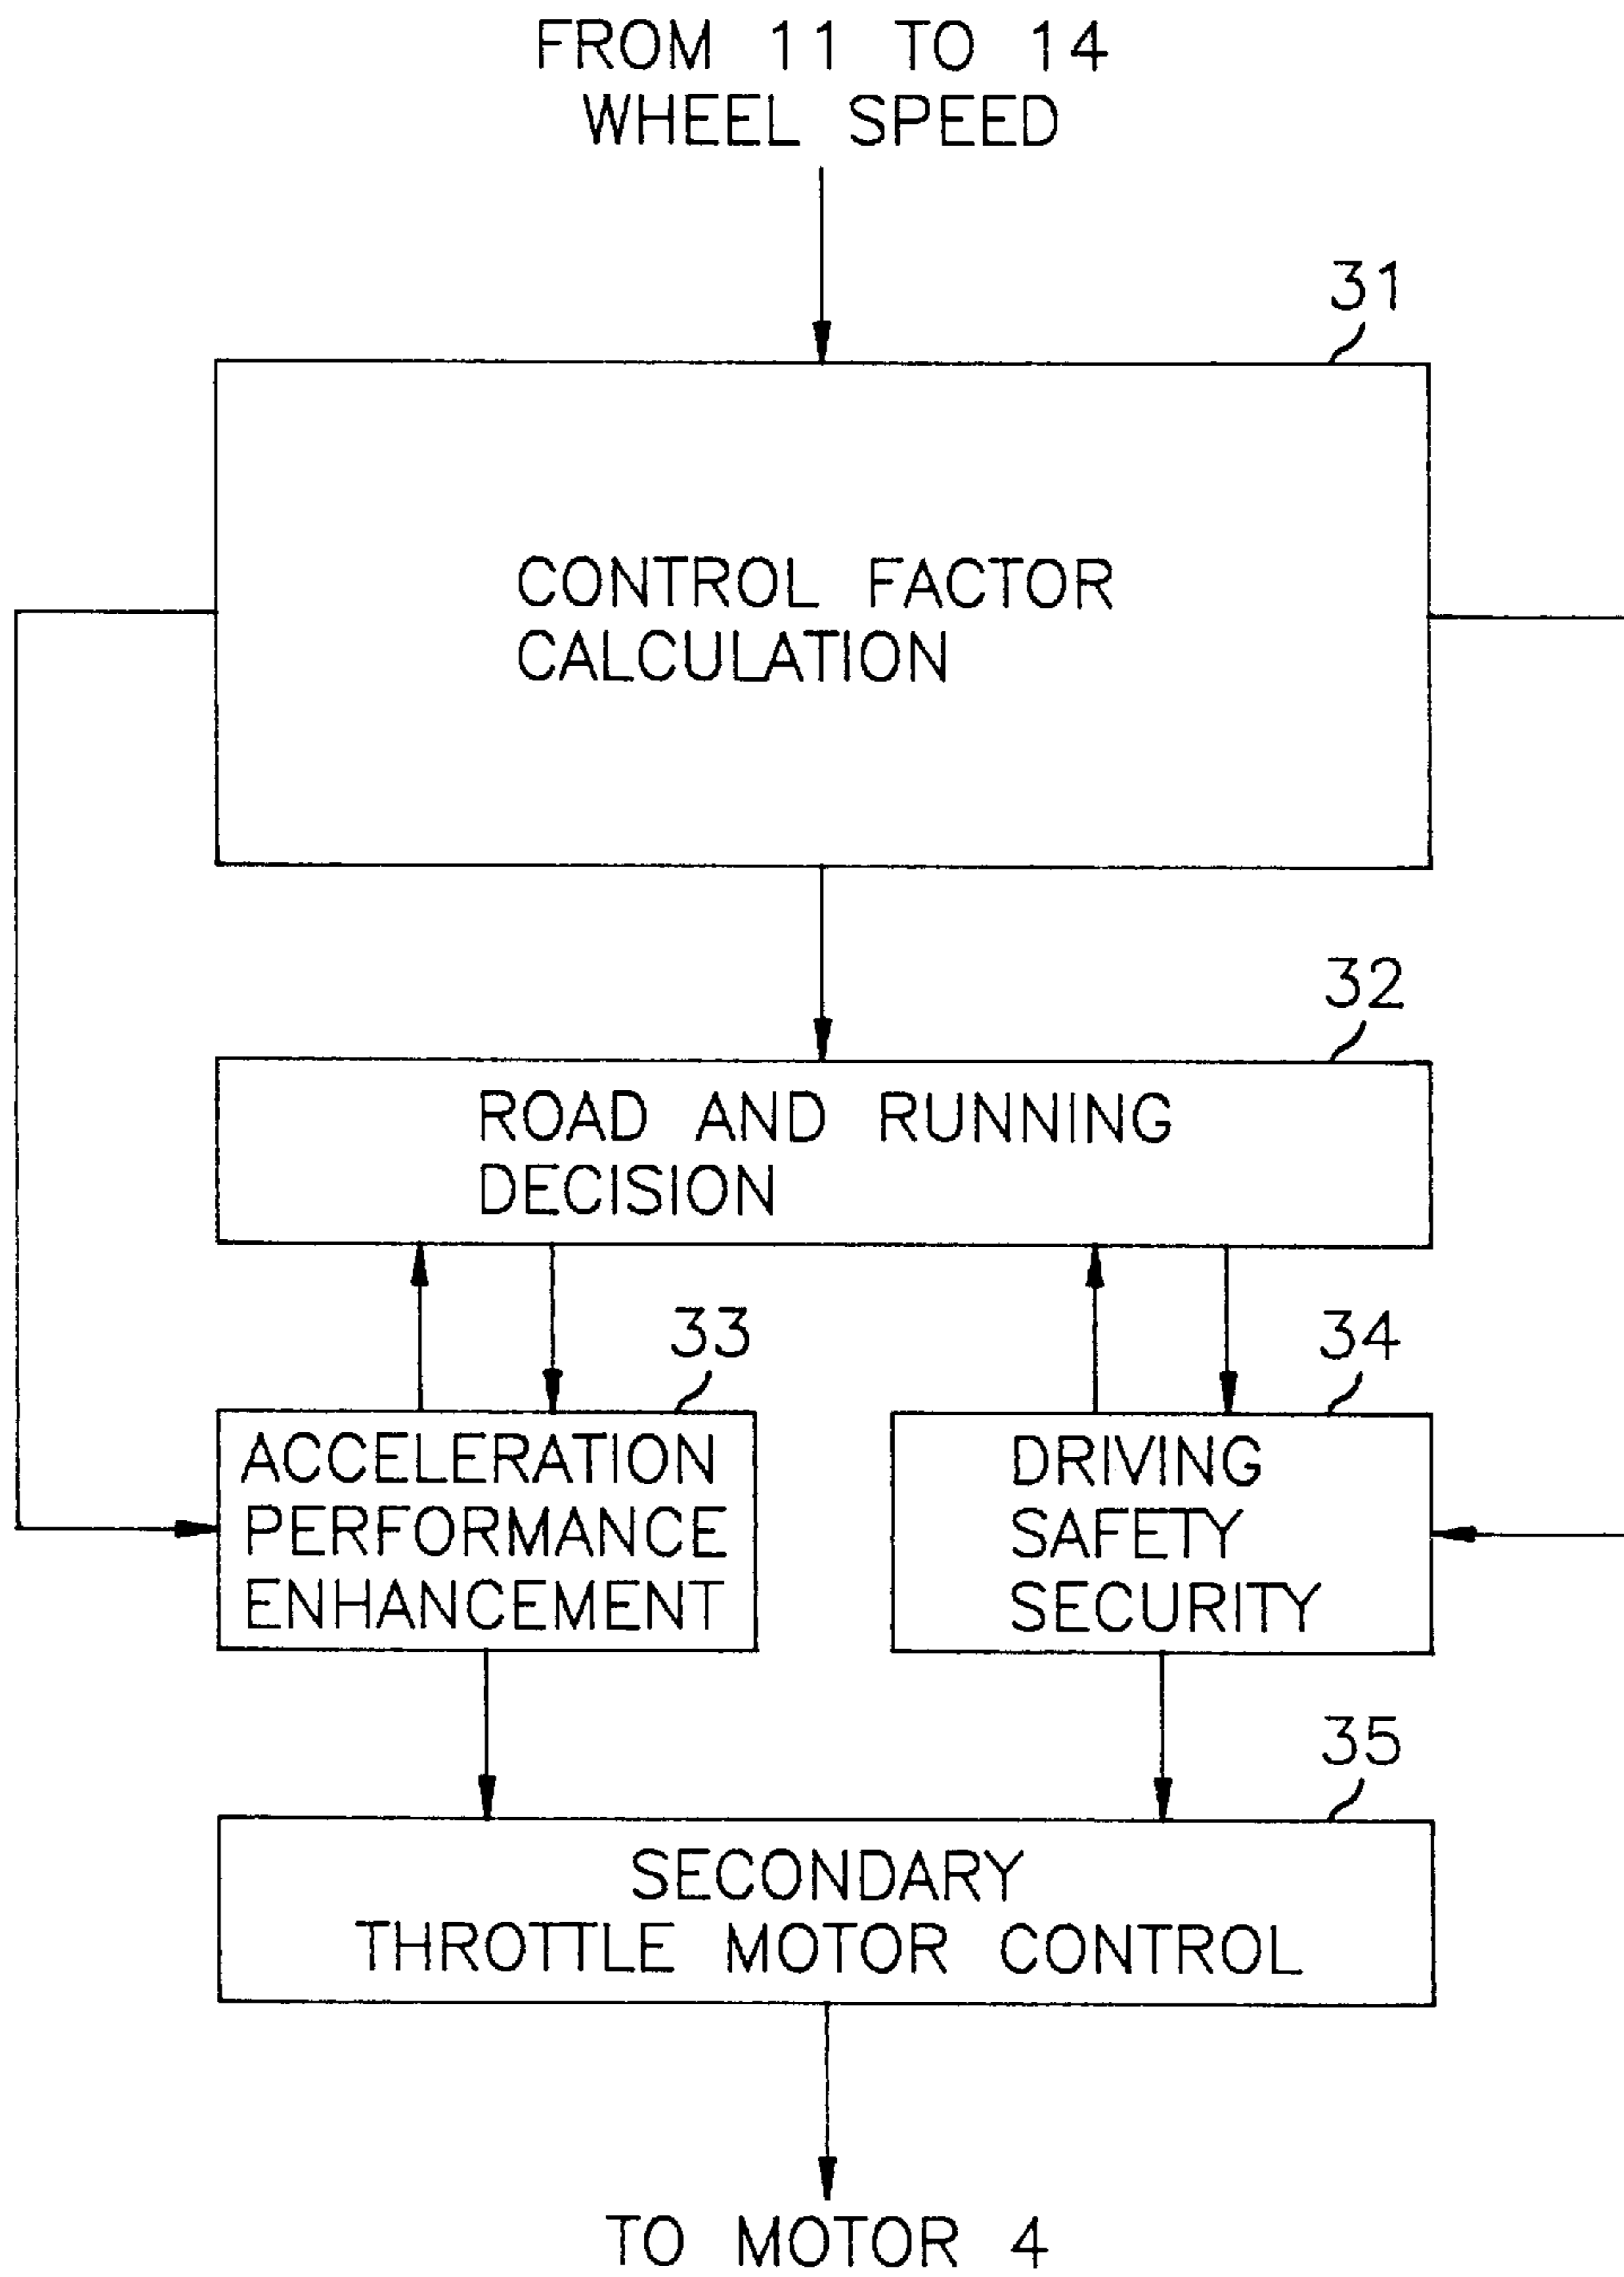 FROM 11 TO 14
WHEEL SPEED
31
CONTROL FACTOR
CALCULATION
32
ROAD AND RUNNING
DECISION
33
34
ACCELERATION
PERFORMANCE
ENHANCEMENT
DRIVING
SAFETY
SECURITY
35
SECONDARY
THROTTLE MOTOR CONTROL
TO MOTOR 4